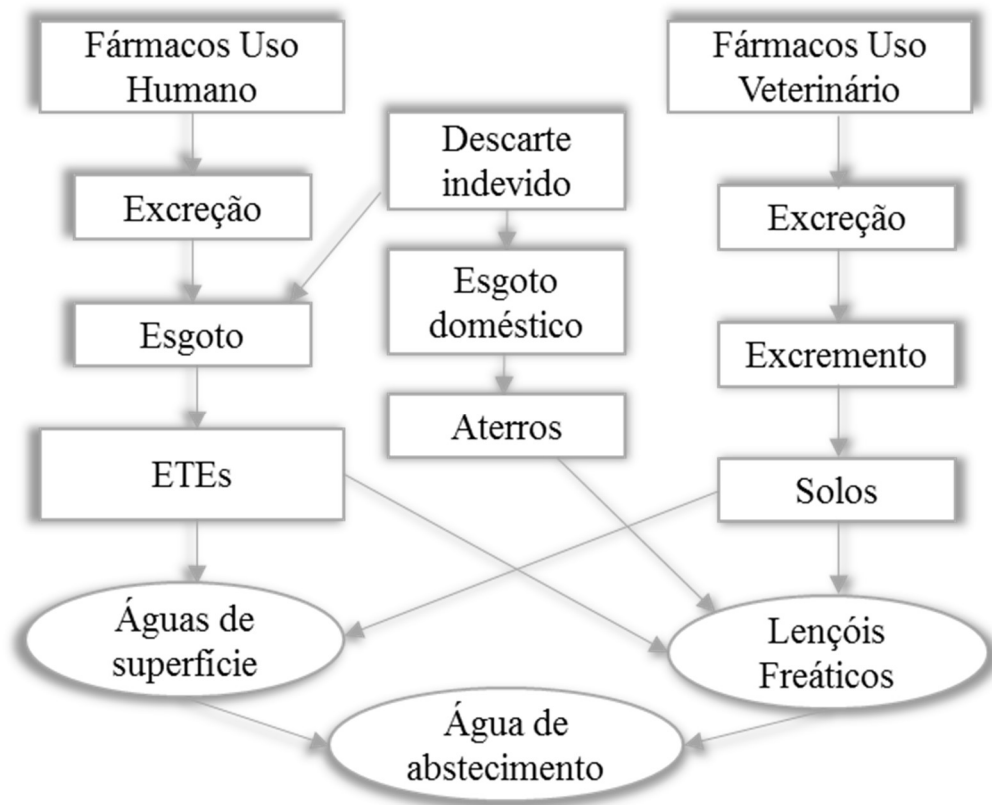 Fármacos Uso
Humano
Fármacos Uso
Veterinário
Descarte
indevido
Excreção
Excreção
Esgoto
doméstico
Esgoto
Excremento
Aterros
ETEs
Solos
Águas de
superfície
Lençóis
Freáticos
Água de
abstecimento